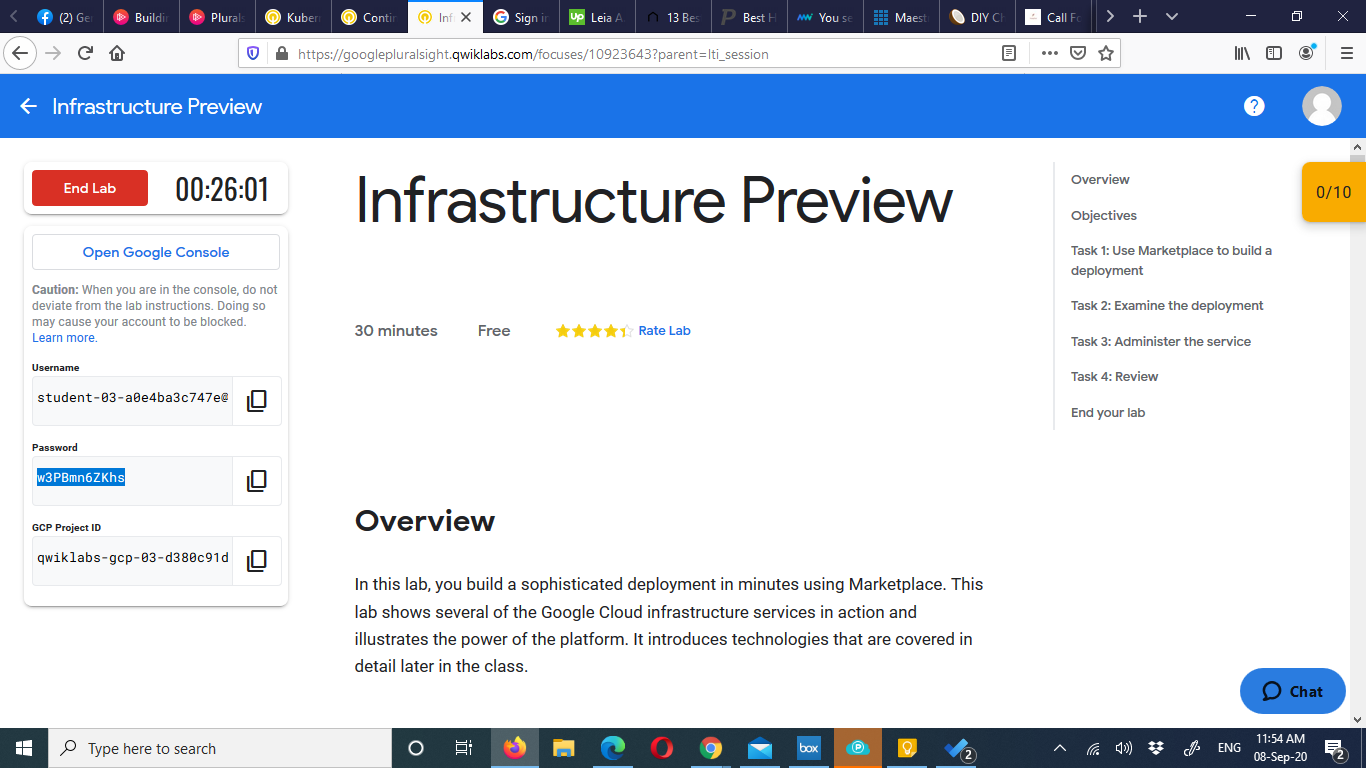 (2) Ge
Buildin
Plurals
Kubern
Contin
Inf
Sign in
Leia A
13 Bes
Best H
You se
Maest
DIY Ch
Call Fo
https://googlepluralsight.qwiklabs.com/focuses/10923643?parent=lti_session
Infrastructure Preview
End Lab
00:26:01
Open Google Console
Caution: When you are in the console, do not
deviate from the lab instructions. Doing so
may cause your account to be blocked.
Learn more.
Username
student-03-a0e4ba3c747e@
Password
w3PBmn6ZKhs
GCP Project ID
qwiklabs-gcp-03-d380c91d
Infrastructure Preview
30 minutes
Free
Rate Lab
Overview
In this lab, you build a sophisticated deployment in minutes using Marketplace. This
lab shows several of the Google Cloud infrastructure services in action and
illustrates the power of the platform. It introduces technologies that are covered in
detail later in the class.
Overview
Objectives
Task 1: Use Marketplace to build a
deployment
Task 2: Examine the deployment
Task 3: Administer the service
Task 4: Review
End your lab
0/10
Chat
Type here to search
box
2
ENG
11:54 AM
08-Sep-20
2